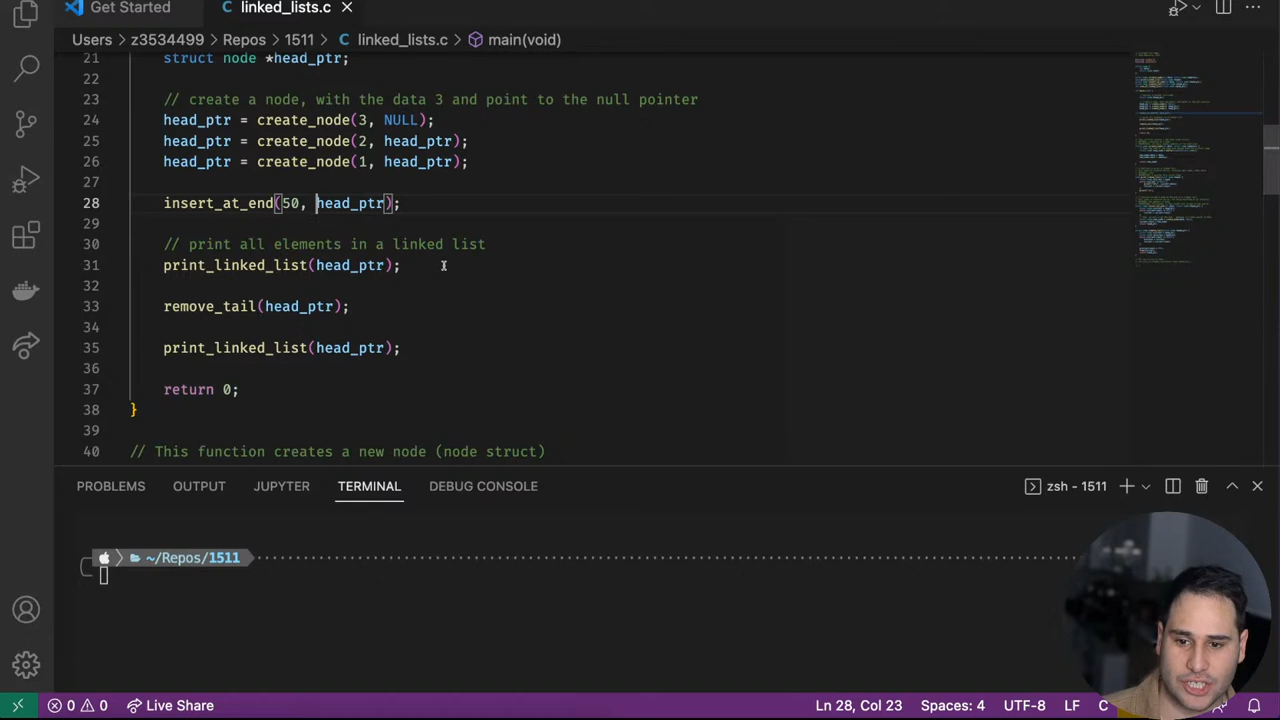 Get Started
linked_lists.c
Users > z3534499 > Repos > 1511 > linked_lists.c > main(void)
21 struct node *head_ptr;
22
23 // create a node, with the data 3 and point to the null pointer
24 head_ptr = create_node(3, NULL);
25 head_ptr = create_node(2, head_ptr);
26 head_ptr = create_node(1, head_ptr);
27
28 insert_at_end(50, head_ptr);
29
30 // print all elements in a linked list
31 print_linked_list(head_ptr);
32
33 remove_tail(head_ptr);
34
35 print_linked_list(head_ptr);
36
37 return 0;
38 }
39
40 // This function creates a new node (node struct)
PROBLEMS OUTPUT JUPYTER TERMINAL DEBUG CONSOLE zsh - 1511
~/Repos/1511
0 0 Live Share Ln 28, Col 23 Spaces: 4 UTF-8 LF C